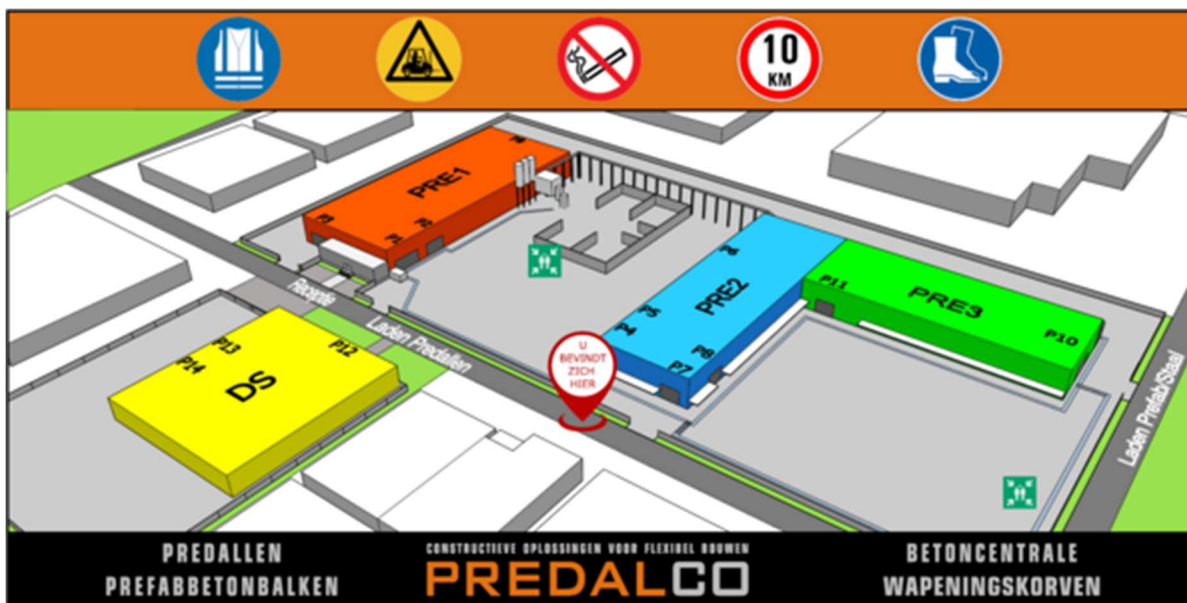 10
KM
PRE1
P3
P1
P2
Receptie
Laden Predallen
P13
P14
P12
DS
U
BEVINDT
ZICH
HIER
P6
P5
P4
PRE2
P8
P7
P11
PRE3
P10
Laden Prefab/Staal
PREDALLEN
PREFABBETONBALKEN
CONSTRUCTIEVE OPLOSSINGEN VOOR FLEXIBEL BOUWEN
PREDALCO
BETONCENTRALE
WAPENINGSKORVEN